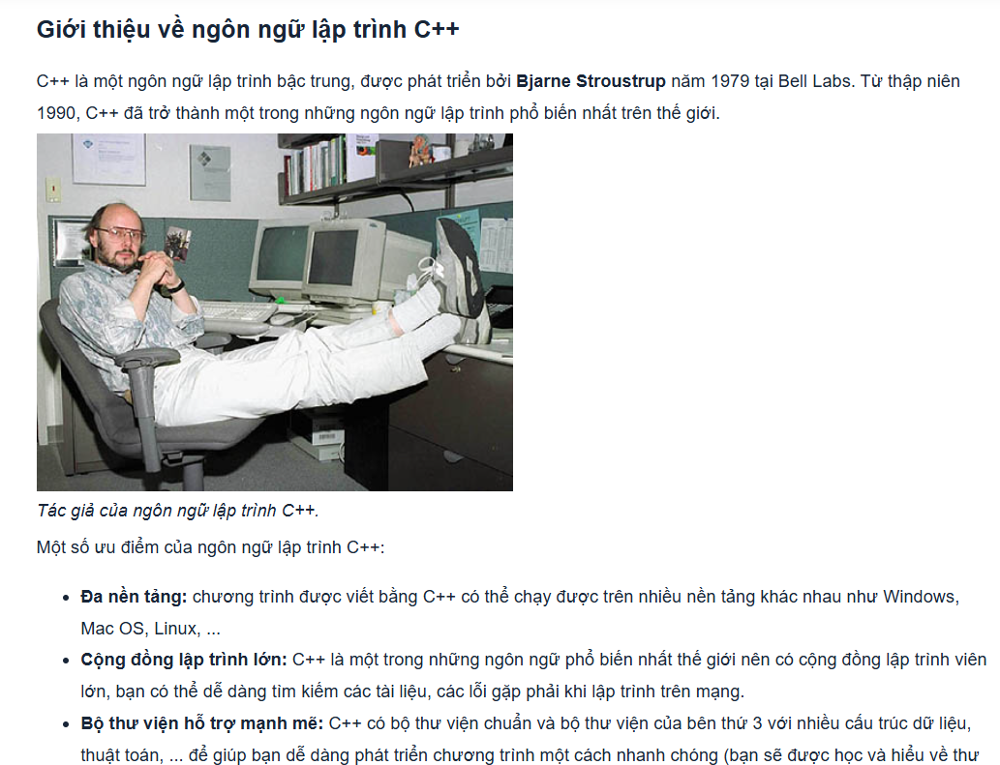 Giới thiệu về ngôn ngữ lập trình C++
C++ là một ngôn ngữ lập trình bậc trung, được phát triển bởi Bjarne Stroustrup năm 1979 tại Bell Labs. Từ thập niên
1990, C++ đã trở thành một trong những ngôn ngữ lập trình phổ biến nhất trên thế giới.
Tác giả của ngôn ngữ lập trình C++.
Một số ưu điểm của ngôn ngữ lập trình C++:
Đa nền tảng: chương trình được viết bằng C++ có thể chạy được trên nhiều nền tảng khác nhau như Windows,
Mac OS, Linux, ...
Cộng đồng lập trình lớn: C++ là một trong những ngôn ngữ phổ biến nhất thế giới nên có cộng đồng lập trình viên
lớn, bạn có thể dễ dàng tìm kiếm các tài liệu, các lỗi gặp phải khi lập trình trên mạng.
Bộ thư viện hỗ trợ mạnh mẽ: C++ có bộ thư viện chuẩn và bộ thư viện của bên thứ 3 với nhiều cấu trúc dữ liệu,
thuật toán, ... để giúp bạn dễ dàng phát triển chương trình một cách nhanh chóng (bạn sẽ được học và hiểu về thư